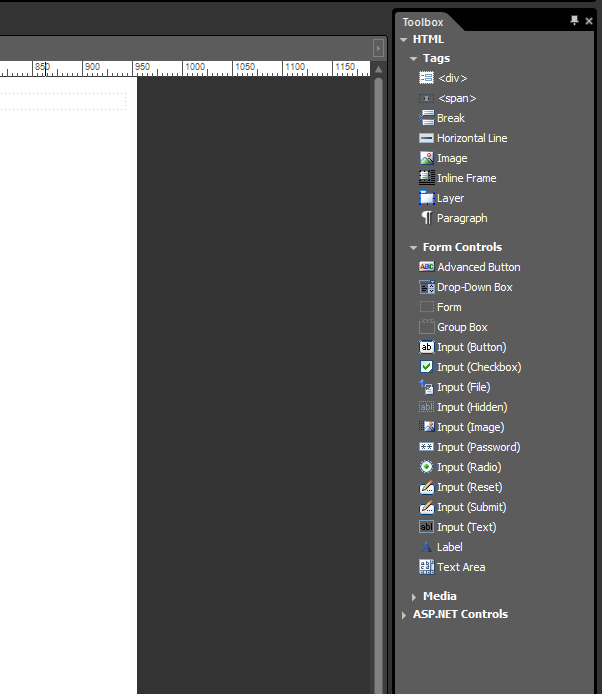 Toolbox
HTML
850 900 950 1000 1050 1100 1150
Tags
<div>
<span>
Break
Horizontal Line
Image
Inline Frame
Layer
Paragraph
Form Controls
Advanced Button
Drop-Down Box
Form
Group Box
Input (Button)
Input (Checkbox)
Input (File)
Input (Hidden)
Input (Image)
Input (Password)
Input (Radio)
Input (Reset)
Input (Submit)
Input (Text)
Label
Text Area
Media
ASP.NET Controls